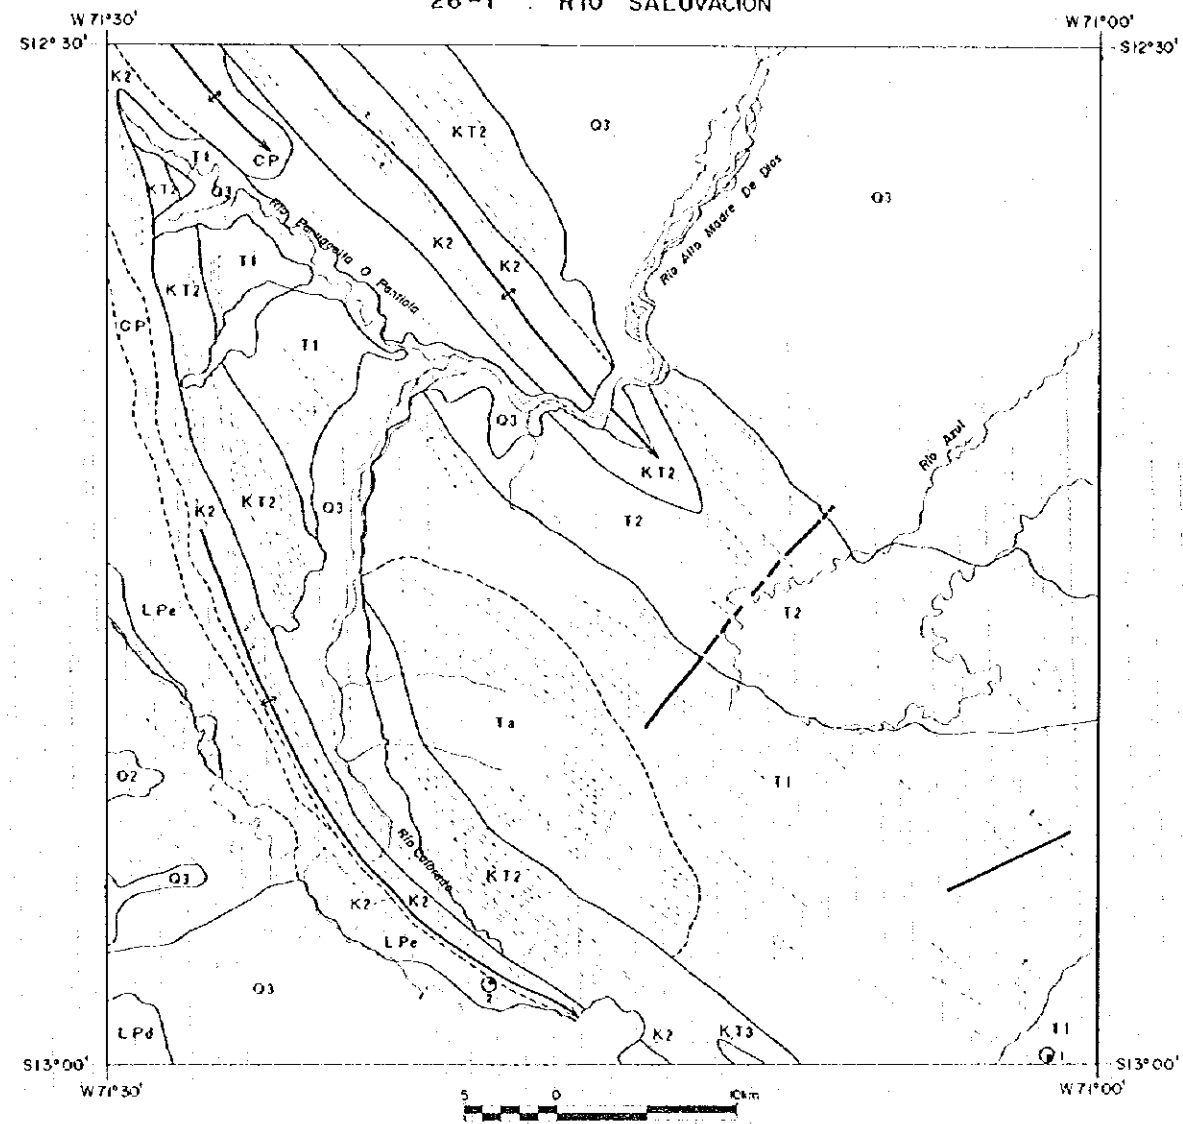 RIO SALUVACION
W71°30'
W71°00'
S12°30'
S12°30'
K2
KT2
Q3
T1
CP
KT2
Q3
Q3
Rio Alto Madre De Dios
K2
K2
T1
KT2
CP
T1
Rio Azul
Q3
KT2
KT2
Q3
K2
T2
LPe
T2
Ta
Q2
T1
Rio Colorado
Q3
KT2
K2
K2
LPe
Q3
2
LPd
K2
KT3
T1
1
S13°00'
S13°00'
W71°30'
W71°00'
5 0 10km